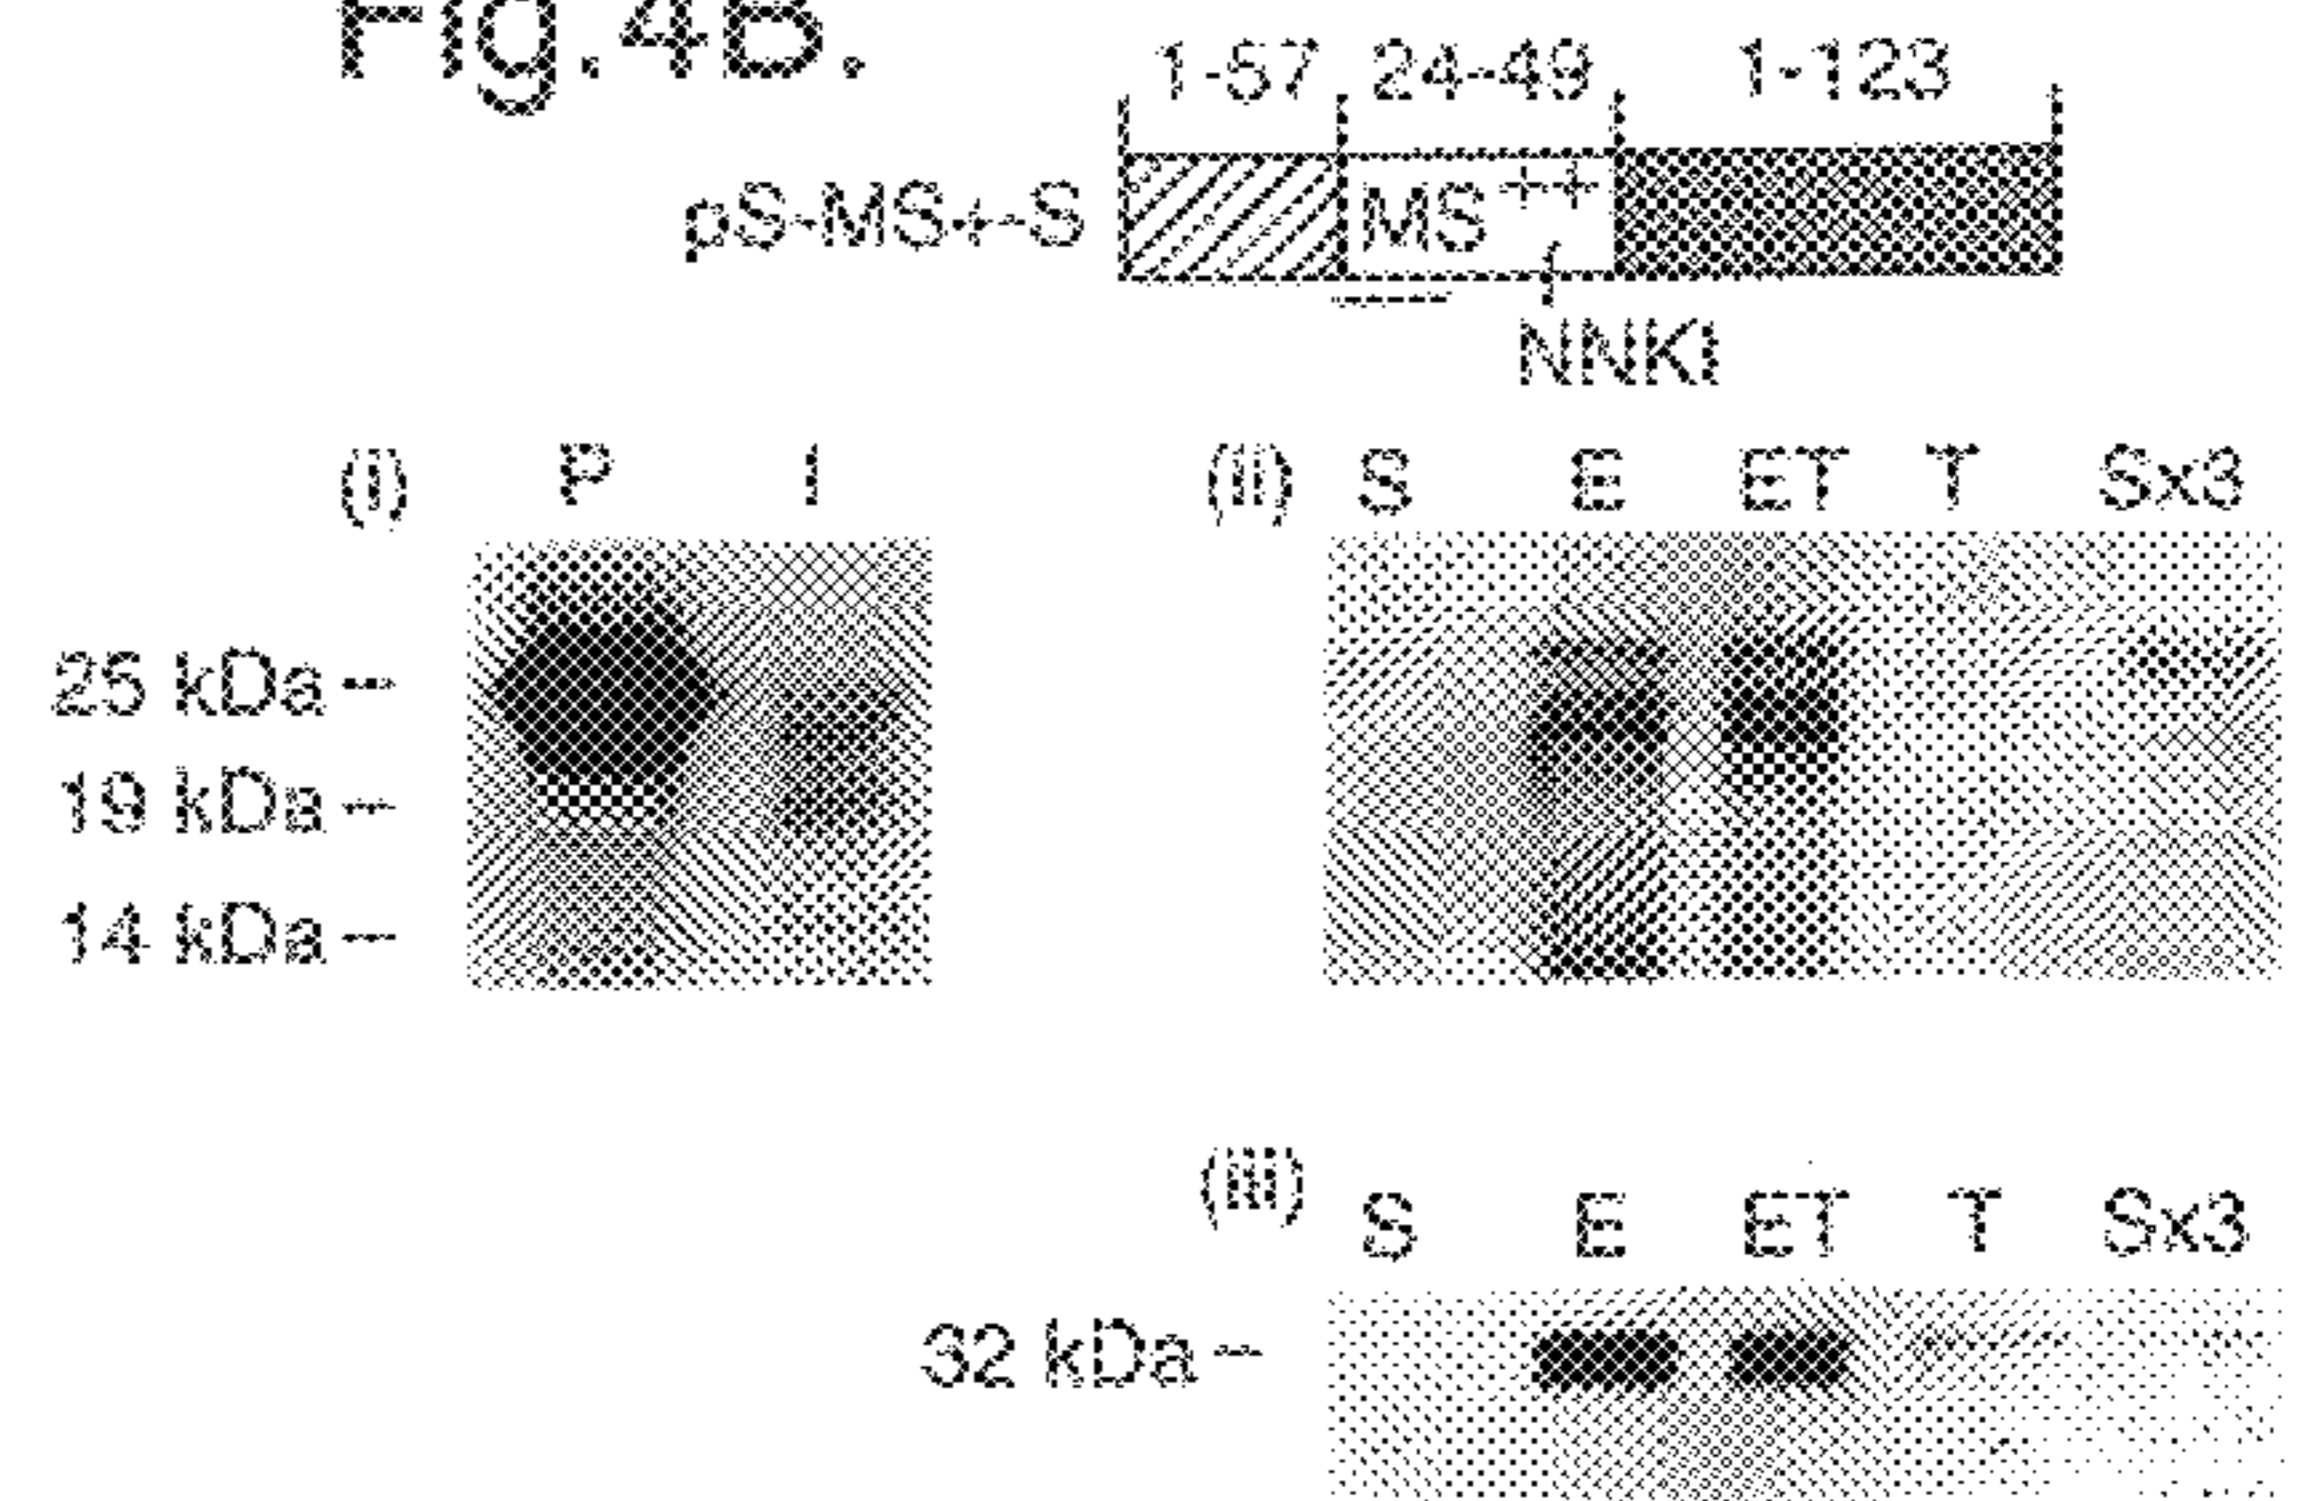 Fig.4B.
1-57 24-49 1-123
pS-MS+-S MS ++
NNKI
(i) P I
25 kDa -
19 kDa -
14 kDa -
(ii) S E ET T Sx3
(iii) S E ET T Sx3
32 kDa -